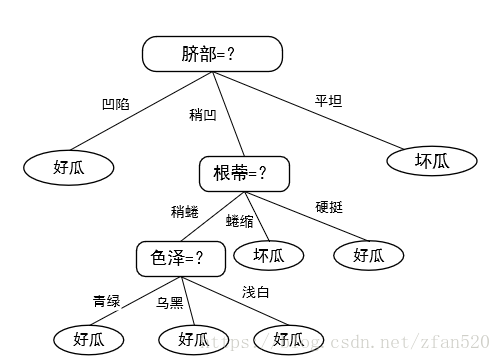 脐部=？
凹陷
稍凹
平坦
好瓜
根蒂=？
坏瓜
稍蜷
蜷缩
硬挺
色泽=？
坏瓜
好瓜
青绿
乌黑
浅白
好瓜
好瓜
好瓜
https://blog.csdn.net/zfan520